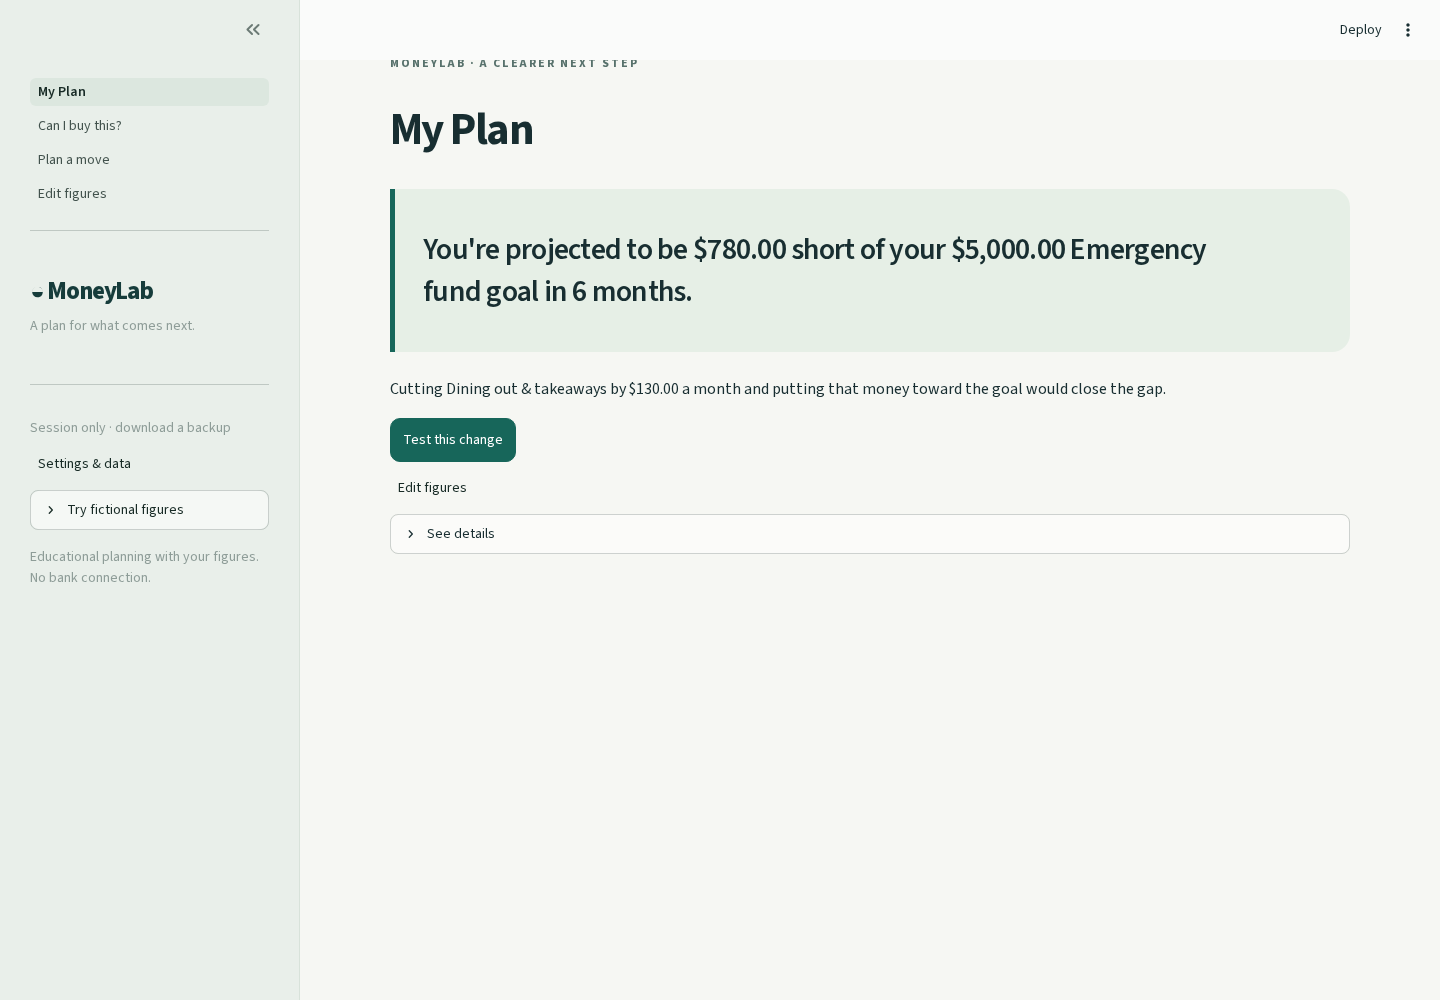 Deploy
My Plan
Can I buy this?
Plan a move
Edit figures
MoneyLab
A plan for what comes next.
Session only · download a backup
Settings & data
Try fictional figures
Educational planning with your figures.
No bank connection.
MONEYLAB · A CLEARER NEXT STEP
My Plan
You're projected to be $780.00 short of your $5,000.00 Emergency
fund goal in 6 months.
Cutting Dining out & takeaways by $130.00 a month and putting that money toward the goal would close the gap.
Test this change
Edit figures
See details